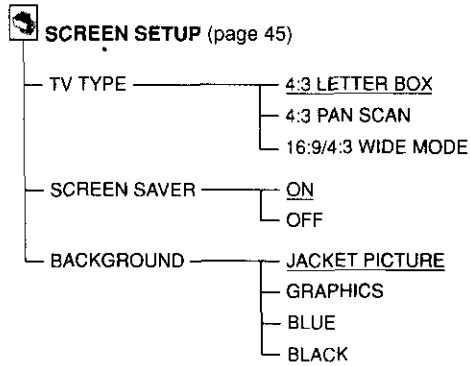 SCREEN SETUP (page 45)
TV TYPE
4:3 LETTER BOX
4:3 PAN SCAN
16:9/4:3 WIDE MODE
SCREEN SAVER
ON
OFF
BACKGROUND
JACKET PICTURE
GRAPHICS
BLUE
BLACK